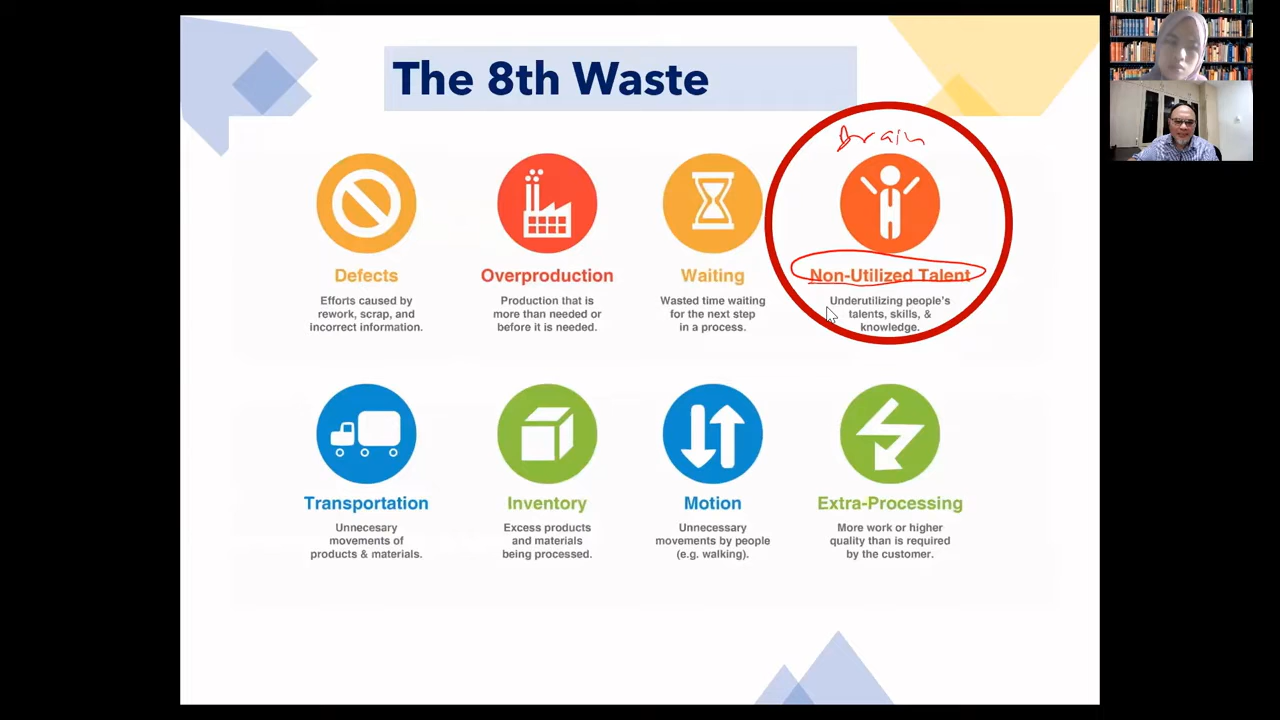 The 8th Waste
Brain
Defects
Efforts caused by
rework, scrap, and
incorrect information.
Overproduction
Production that is
more than needed or
before it is needed.
Waiting
Wasted time waiting
for the next step
in a process.
Non-Utilized Talent
Underutilizing people's
talents, skills, &
knowledge.
Transportation
Unnecesary
movements of
products & materials.
Inventory
Excess products
and materials
being processed.
Motion
Unnecessary
movements by people
(e.g. walking).
Extra-Processing
More work or higher
quality than is required
by the customer.